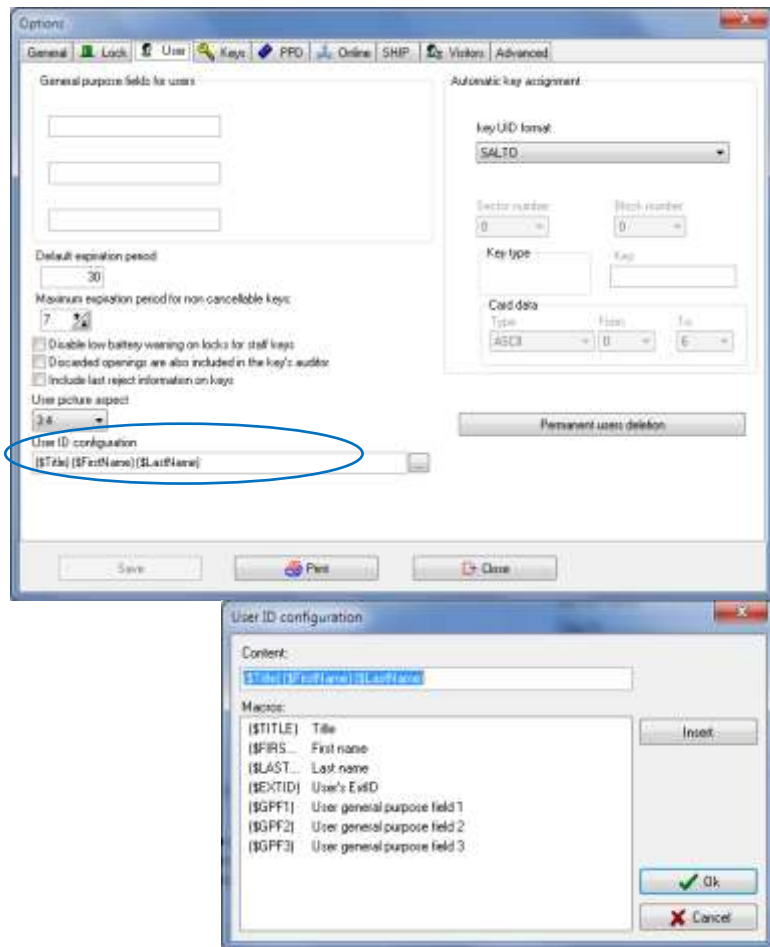 Options
General Lock User Keys PPD Online SHIP Visitors Advanced
General purpose fields for users
Automatic key assignment
key UID format
SALTO
Sector number
Block number
0
0
Key type
Key
Card data
Type
From
To
ASCII
0
6
Default expiration period
30
Maximum expiration period for non cancellable keys:
7
Disable low battery warning on locks for staff keys
Discarded openings are also included in the key's auditor
Include last reject information on keys
User picture aspect
3:4
Permanent users deletion
User ID configuration
($Title) ($FirstName) ($LastName)
...
Save
Print
Close
User ID configuration
Content:
($Title) ($FirstName) ($LastName)
Macros:
($TITLE) Title
($FIRS... First name
($LAST... Last name
($EXTID) User's ExtID
($GPF1) User general purpose field 1
($GPF2) User general purpose field 2
($GPF3) User general purpose field 3
Insert
Ok
Cancel